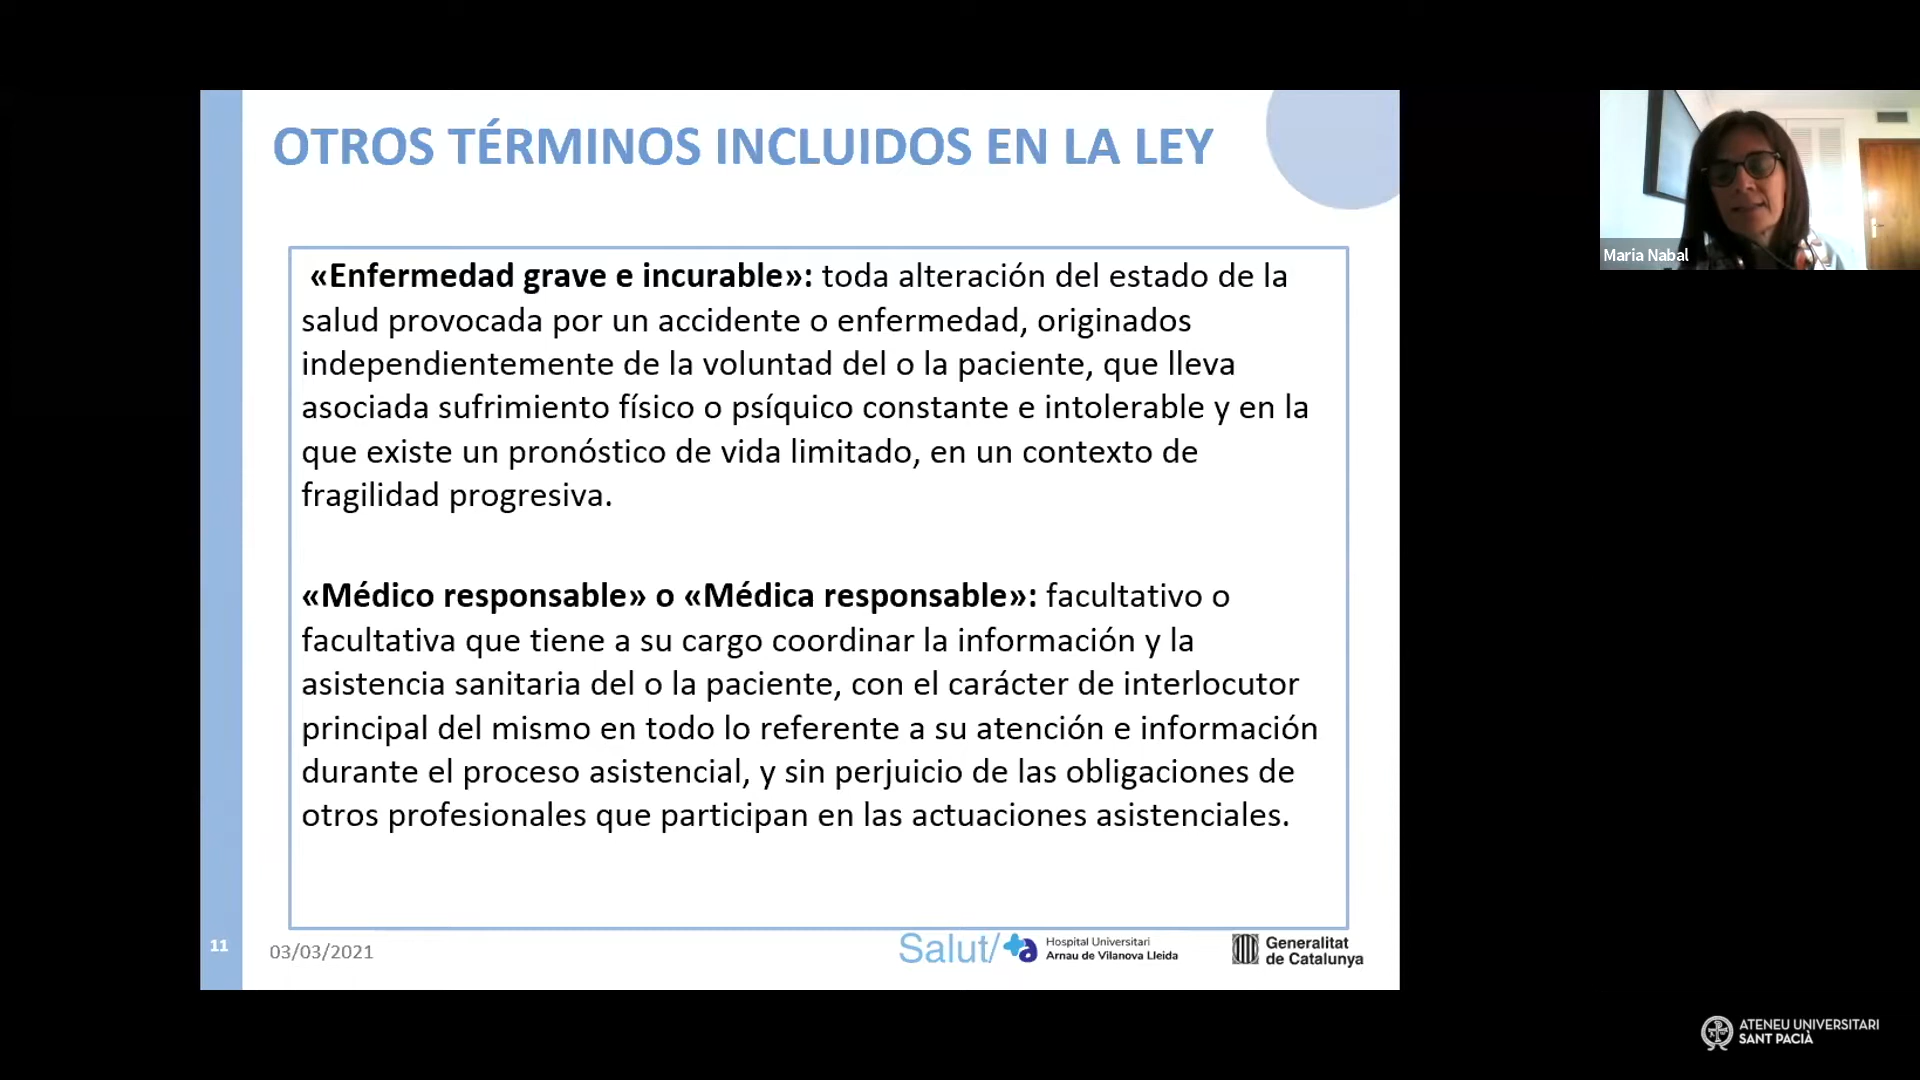 OTROS TÉRMINOS INCLUIDOS EN LA LEY
«Enfermedad grave e incurable»: toda alteración del estado de la
salud provocada por un accidente o enfermedad, originados
independientemente de la voluntad del o la paciente, que lleva
asociada sufrimiento físico o psíquico constante e intolerable y en la
que existe un pronóstico de vida limitado, en un contexto de
fragilidad progresiva.
«Médico responsable» o «Médica responsable»: facultativo o
facultativa que tiene a su cargo coordinar la información y la
asistencia sanitaria del o la paciente, con el carácter de interlocutor
principal del mismo en todo lo referente a su atención e información
durante el proceso asistencial, y sin perjuicio de las obligaciones de
otros profesionales que participan en las actuaciones asistenciales.
11
03/03/2021
Salut/
Hospital Universitari
Arnau de Vilanova Lleida
Generalitat
de Catalunya
Maria Nabal
ATENEU UNIVERSITARI
SANT PACIÀ